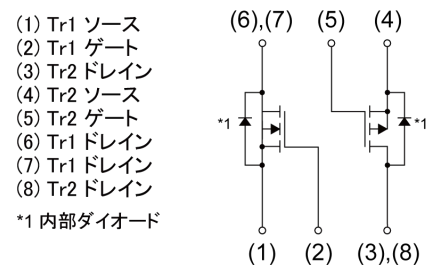 (1) Tr1 ソース
(2) Tr1 ゲート
(3) Tr2 ドレイン
(4) Tr2 ソース
(5) Tr2 ゲート
(6) Tr1 ドレイン
(7) Tr1 ドレイン
(8) Tr2 ドレイン
*1 内部ダイオード
(6),(7) (5) (4)
*1 *1
(1) (2) (3),(8)